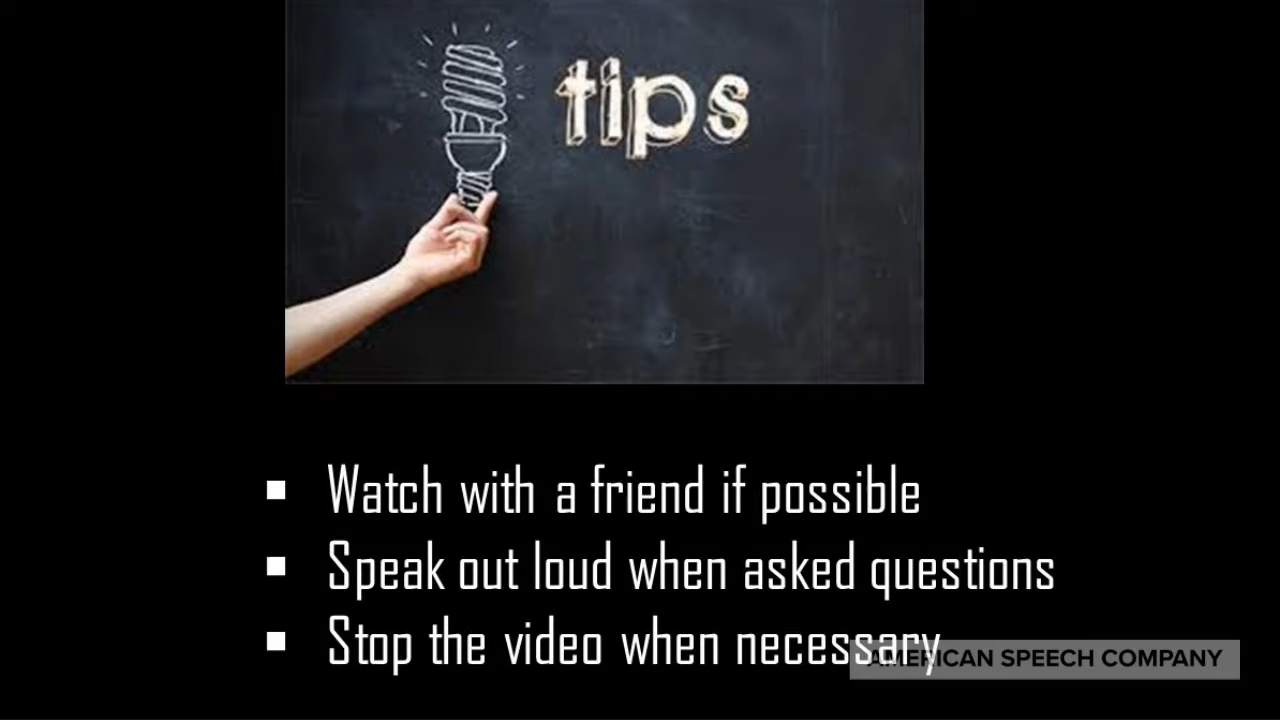 tips
Watch with a friend if possible
Speak out loud when asked questions
Stop the video when necessary
AMERICAN SPEECH COMPANY